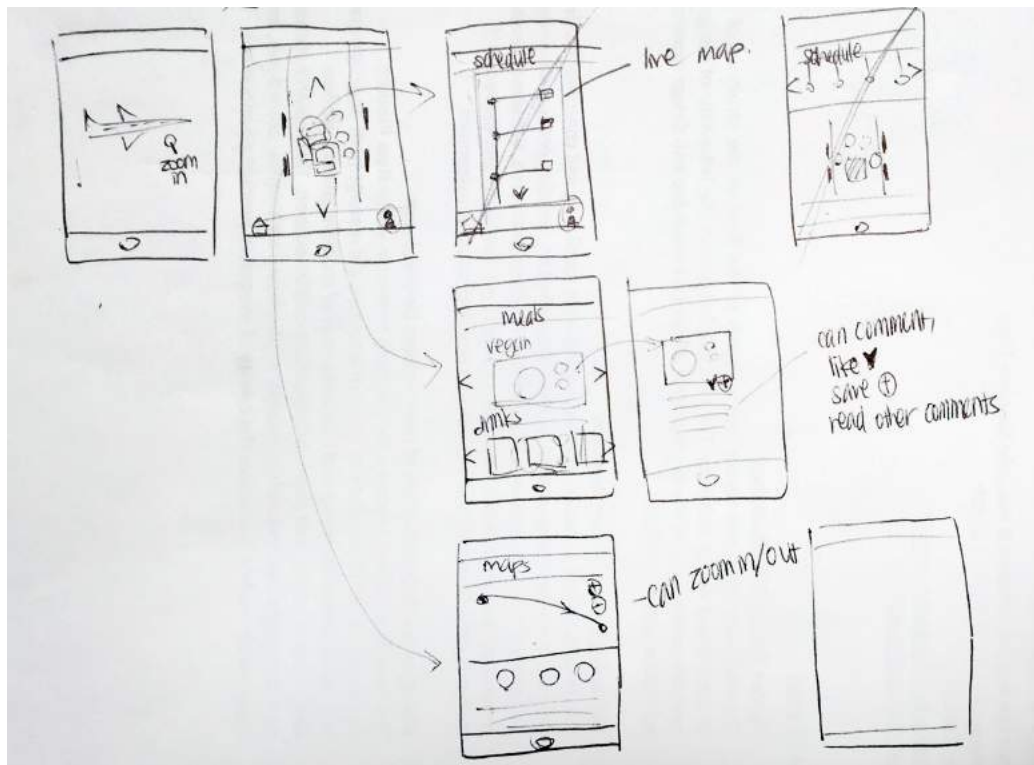 zoom
in
schedule
live map.
schedule
meals
vegan
drinks
can comment,
like ♥
save ⊕
read other comments
maps
-can zoom in/out